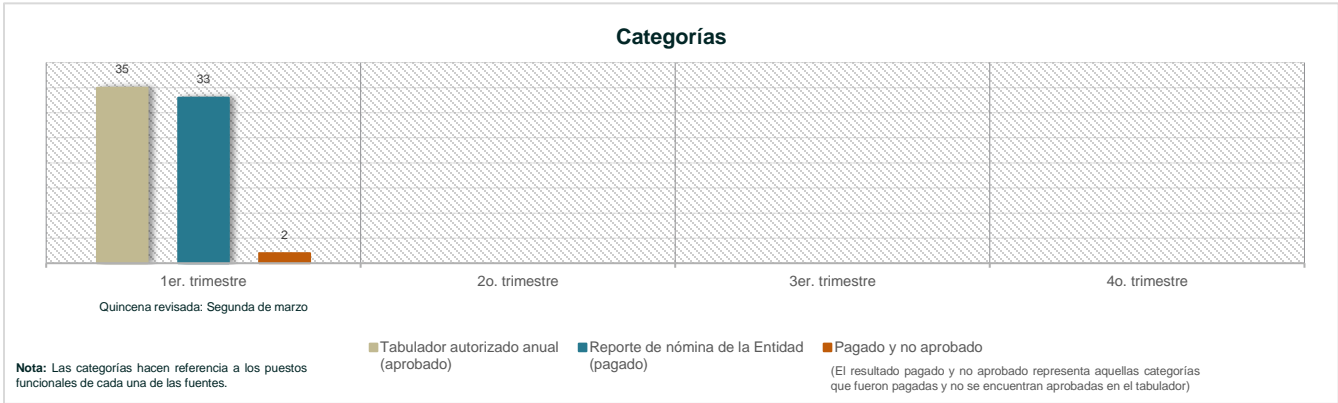 Categorías
35
33
2
1er. trimestre
2o. trimestre
3er. trimestre
4o. trimestre
Quincena revisada: Segunda de marzo
Tabulador autorizado anual
(aprobado)
Reporte de nómina de la Entidad
(pagado)
Pagado y no aprobado
(El resultado pagado y no aprobado representa aquellas categorías
que fueron pagadas y no se encuentran aprobadas en el tabulador)
Nota: Las categorías hacen referencia a los puestos
funcionales de cada una de las fuentes.